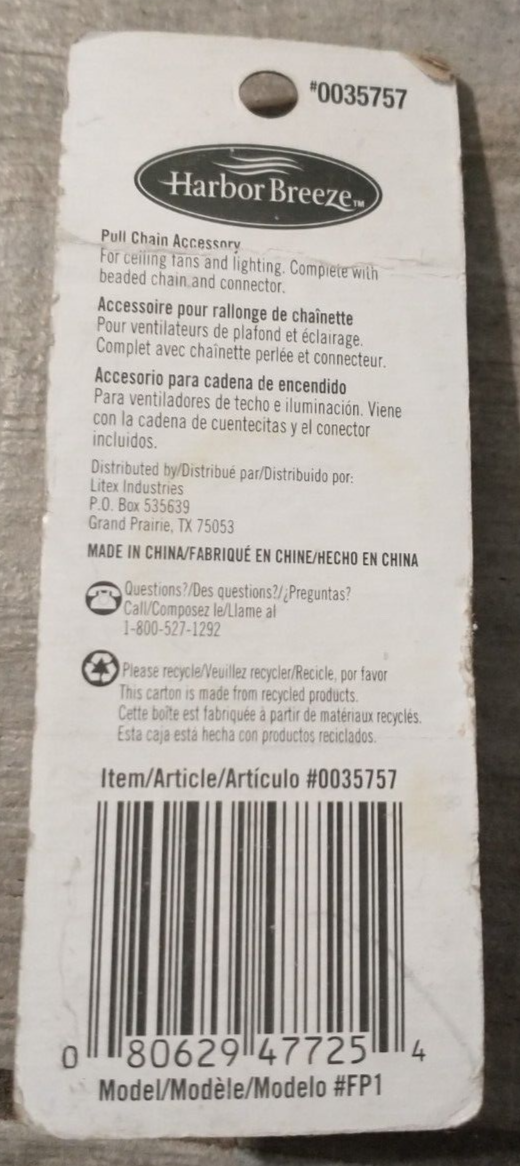 #0035757
Harbor Breeze™
Pull Chain Accessory
For ceiling fans and lighting. Complete with
beaded chain and connector.
Accessoire pour rallonge de chaînette
Pour ventilateurs de plafond et éclairage.
Complet avec chaînette perlée et connecteur.
Accesorio para cadena de encendido
Para ventiladores de techo e iluminación. Viene
con la cadena de cuentecitas y el conector
incluidos.
Distributed by/Distribué par/Distribuido por:
Litex Industries
P.O. Box 535639
Grand Prairie, TX 75053
MADE IN CHINA/FABRIQUÉ EN CHINE/HECHO EN CHINA
Questions?/Des questions?/¿Preguntas?
Call/Composez le/Llame al
1-800-527-1292
Please recycle/Veuillez recycler/Recicle, por favor
This carton is made from recycled products.
Cette boîte est fabriquée à partir de matériaux recyclés.
Esta caja está hecha con productos reciclados.
Item/Article/Artículo #0035757
0 80629 47725 4
Model/Modèle/Modelo #FP1